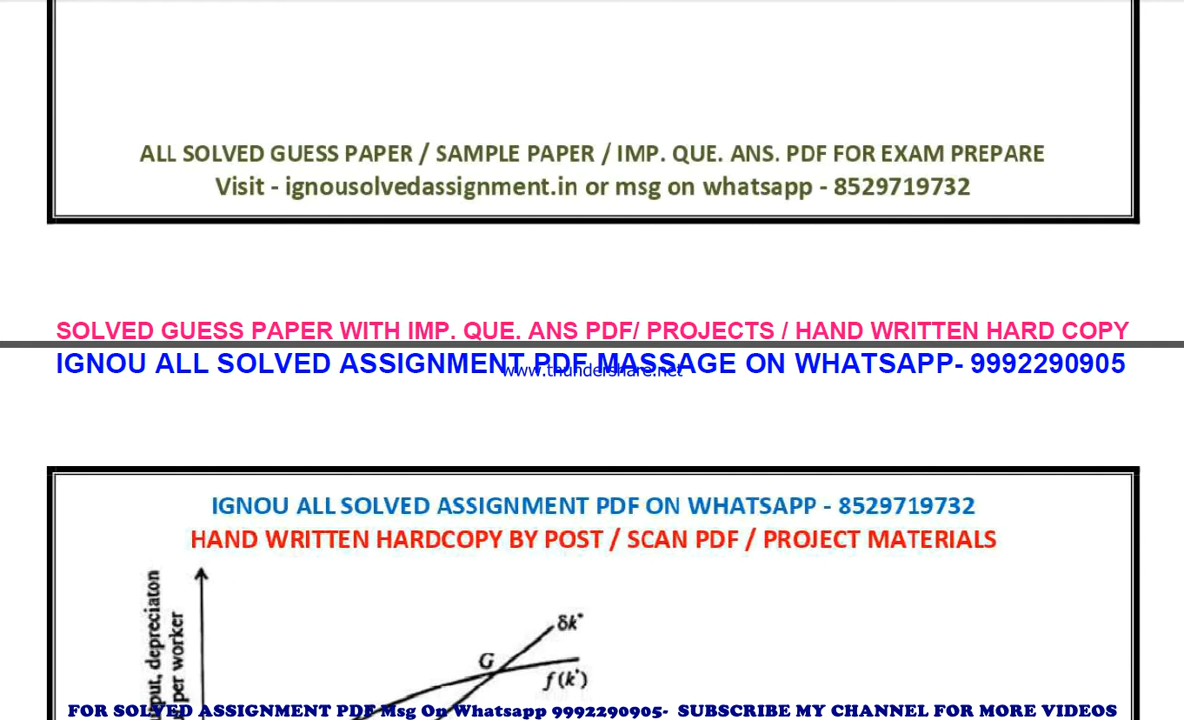 ALL SOLVED GUESS PAPER / SAMPLE PAPER / IMP. QUE. ANS. PDF FOR EXAM PREPARE
Visit - ignousolvedassignment.in or msg on whatsapp - 8529719732
SOLVED GUESS PAPER WITH IMP. QUE. ANS PDF/ PROJECTS / HAND WRITTEN HARD COPY
IGNOU ALL SOLVED ASSIGNMENT PDF MASSAGE ON WHATSAPP- 9992290905
www.thundershare.net
IGNOU ALL SOLVED ASSIGNMENT PDF ON WHATSAPP - 8529719732
HAND WRITTEN HARDCOPY BY POST / SCAN PDF / PROJECT MATERIALS
put, depreciaton
per worker
δk*
G
f(k*)
FOR SOLVED ASSIGNMENT PDF Msg On Whatsapp 9992290905- SUBSCRIBE MY CHANNEL FOR MORE VIDEOS